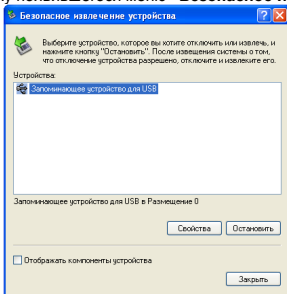 Безопасное извлечение устройства
Выберите устройство, которое вы хотите отключить или извлечь, и
нажмите кнопку "Остановить". После извещения системы о том,
что отключение устройства разрешено, отключите и извлеките его.
Устройства:
Запоминающее устройство для USB
Запоминающее устройство для USB в Размещение 0
Свойства
Остановить
Отображать компоненты устройства
Закрыть